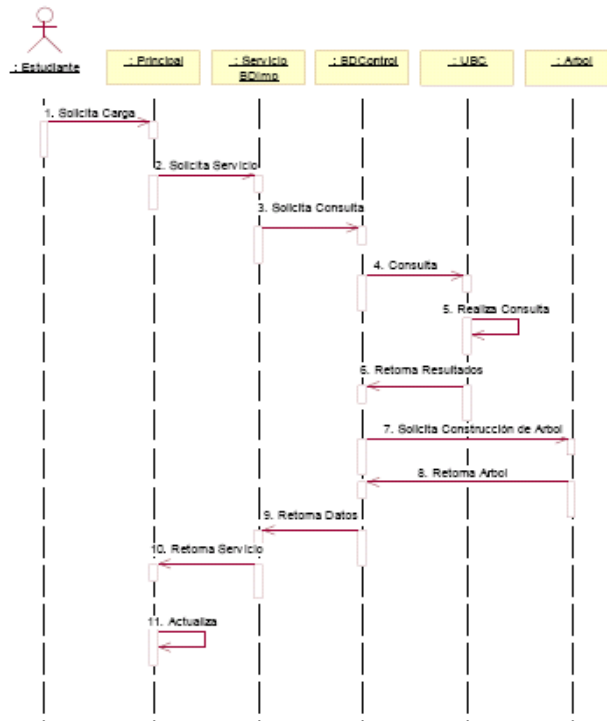 : Estudiante
: Principal
: Servicio
BDImp
: BDControl
: UBC
: Arbol
1. Solicita Carga
2. Solicita Servicio
3. Solicita Consulta
4. Consulta
5. Realiza Consulta
6. Retorna Resultados
7. Solicita Construcción de Arbol
8. Retorna Arbol
9. Retorna Datos
10. Retorna Servicio
11. Actualiza